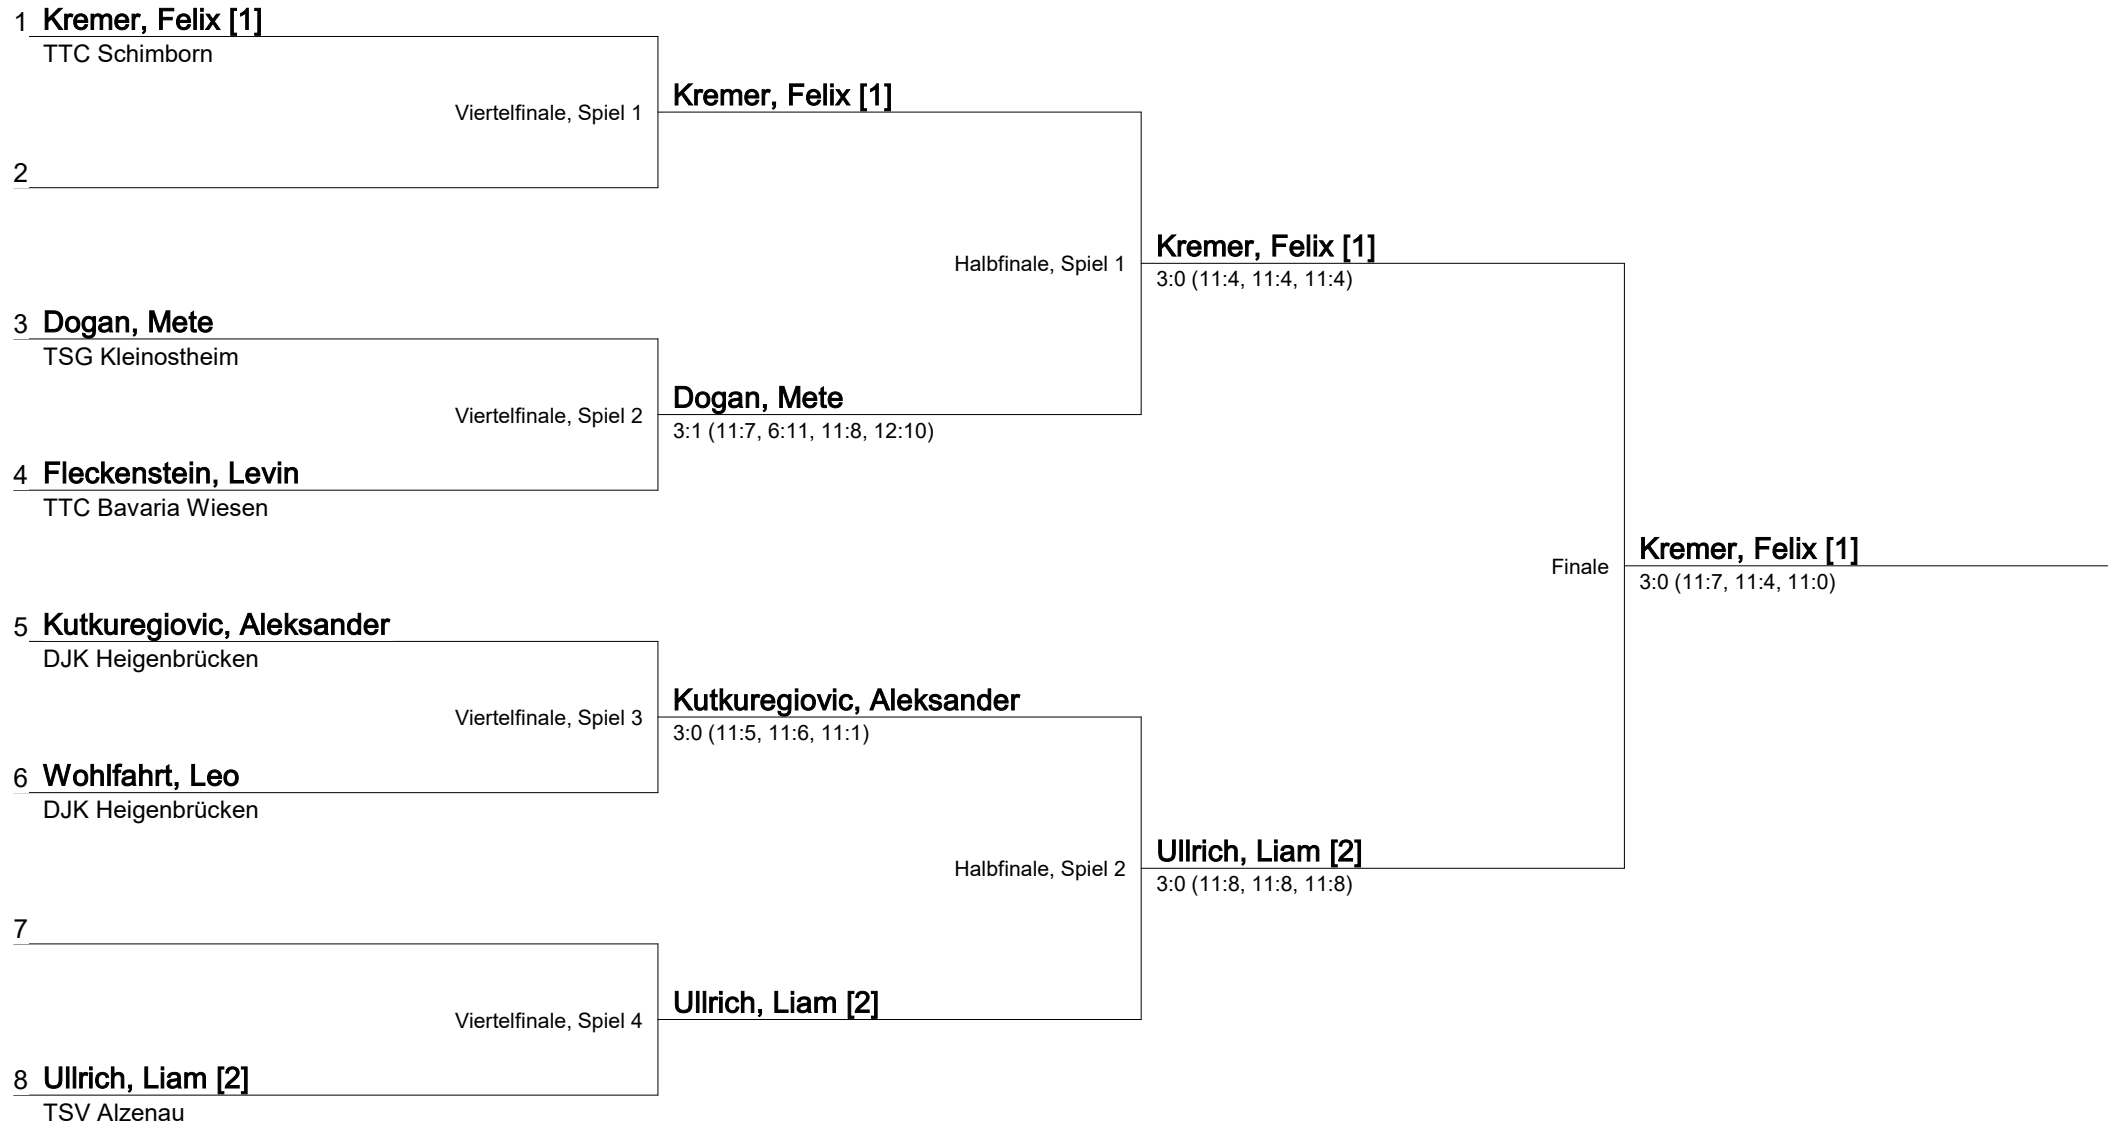 1 Kremer, Felix [1]
TTC Schimborn
Viertelfinale, Spiel 1
Kremer, Felix [1]
2
Halbfinale, Spiel 1
Kremer, Felix [1]
3:0 (11:4, 11:4, 11:4)
3 Dogan, Mete
TSG Kleinostheim
Viertelfinale, Spiel 2
Dogan, Mete
3:1 (11:7, 6:11, 11:8, 12:10)
4 Fleckenstein, Levin
TTC Bavaria Wiesen
Finale
Kremer, Felix [1]
3:0 (11:7, 11:4, 11:0)
5 Kutkuregiovic, Aleksander
DJK Heigenbrücken
Viertelfinale, Spiel 3
Kutkuregiovic, Aleksander
3:0 (11:5, 11:6, 11:1)
6 Wohlfahrt, Leo
DJK Heigenbrücken
Halbfinale, Spiel 2
Ullrich, Liam [2]
3:0 (11:8, 11:8, 11:8)
7
Viertelfinale, Spiel 4
Ullrich, Liam [2]
8 Ullrich, Liam [2]
TSV Alzenau